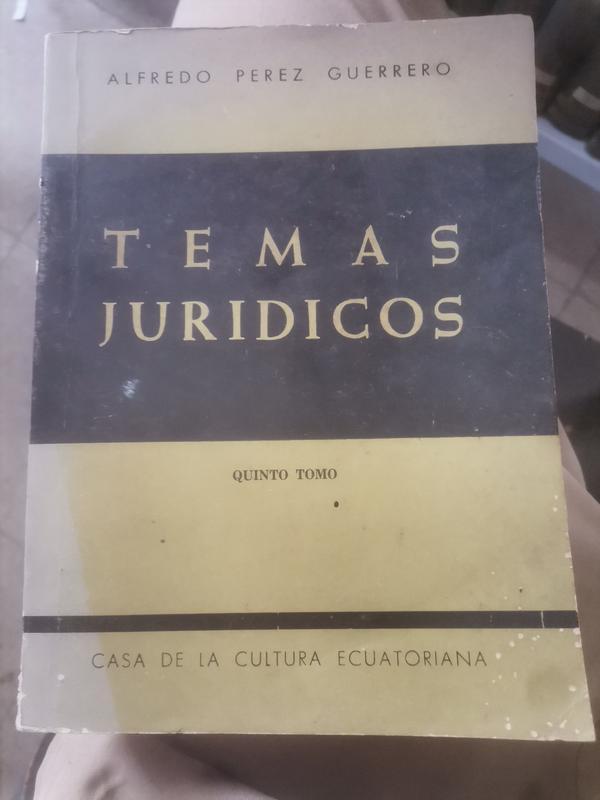 ALFREDO PEREZ GUERRERO
TEMAS
JURIDICOS
QUINTO TOMO
CASA DE LA CULTURA ECUATORIANA